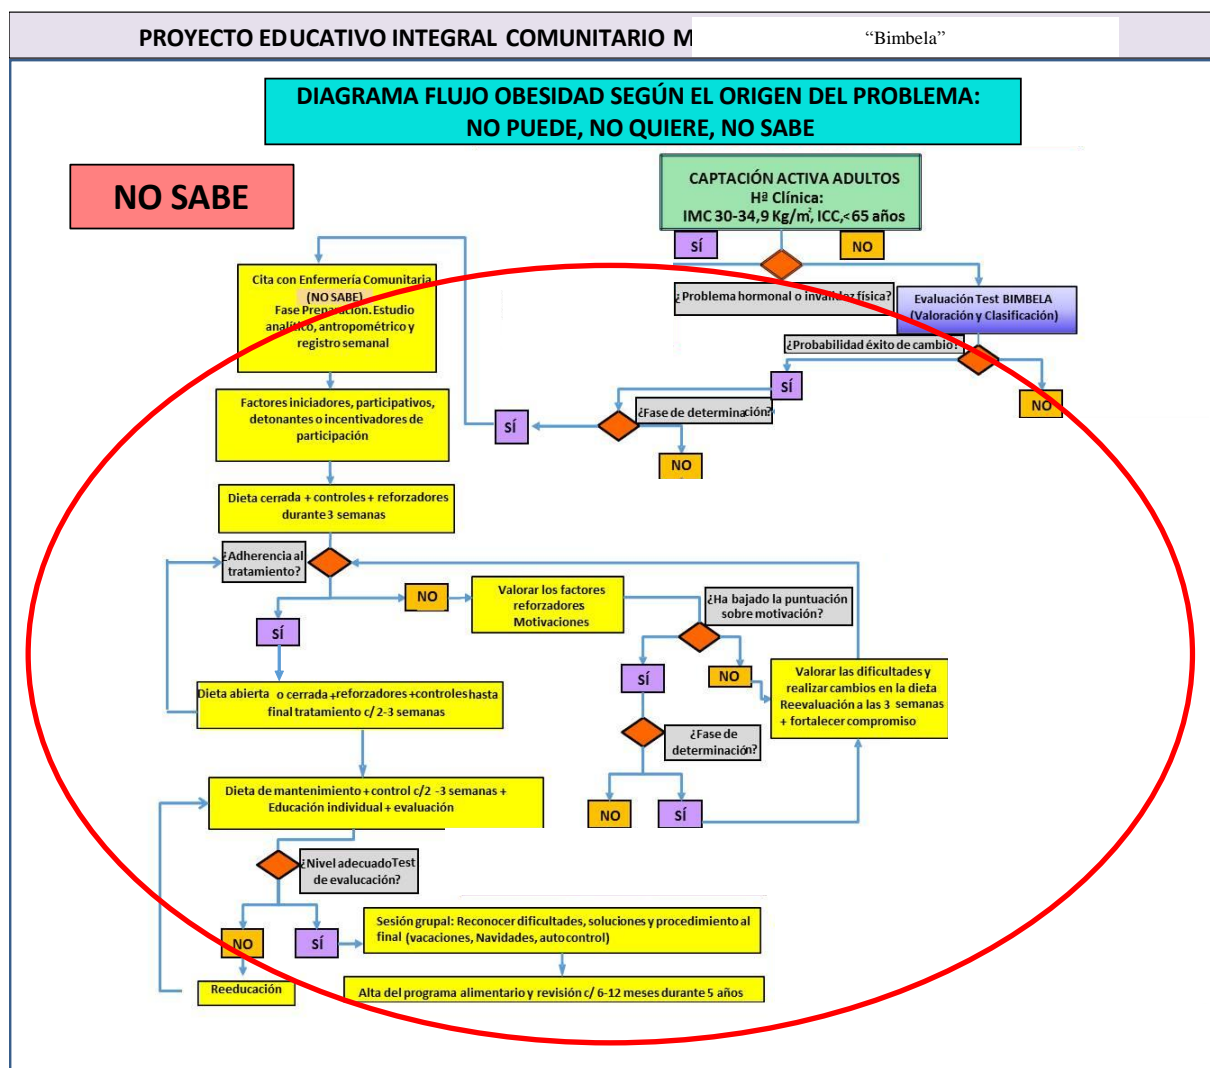 PROYECTO EDUCATIVO INTEGRAL COMUNITARIO M
“Bimbela”
DIAGRAMA FLUJO OBESIDAD SEGÚN EL ORIGEN DEL PROBLEMA:
NO PUEDE, NO QUIERE, NO SABE
NO SABE
CAPTACIÓN ACTIVA ADULTOS
Hª Clínica:
IMC 30-34,9 Kg/m², ICC,<65 años
SÍ
NO
¿Problema hormonal o invalidez física?
Evaluación Test BIMBELA
(Valoración y Clasificación)
¿Probabilidad éxito de cambio?
SÍ
NO
¿Fase de determinación?
SÍ
NO
Cita con Enfermería Comunitaria
(NO SABE)
Fase Preparación. Estudio
analítico, antropométrico y
registro semanal
Factores iniciadores, participativos,
detonantes o incentivadores de
participación
Dieta cerrada + controles + reforzadores
durante 3 semanas
¿Adherencia al
tratamiento?
NO
SÍ
Valorar los factores
reforzadores
Motivaciones
¿Ha bajado la puntuación
sobre motivación?
SÍ
NO
Valorar las dificultades y
realizar cambios en la dieta
Reevaluación a las 3 semanas
+ fortalecer compromiso
¿Fase de
determinación?
NO
SÍ
Dieta abierta o cerrada +reforzadores +controles hasta
final tratamiento c/ 2-3 semanas
Dieta de mantenimiento + control c/2 -3 semanas +
Educación individual + evaluación
¿Nivel adecuado Test
de evalucación?
NO
SÍ
Reeducación
Sesión grupal: Reconocer dificultades, soluciones y procedimiento al
final (vacaciones, Navidades, autocontrol)
Alta del programa alimentario y revisión c/ 6-12 meses durante 5 años